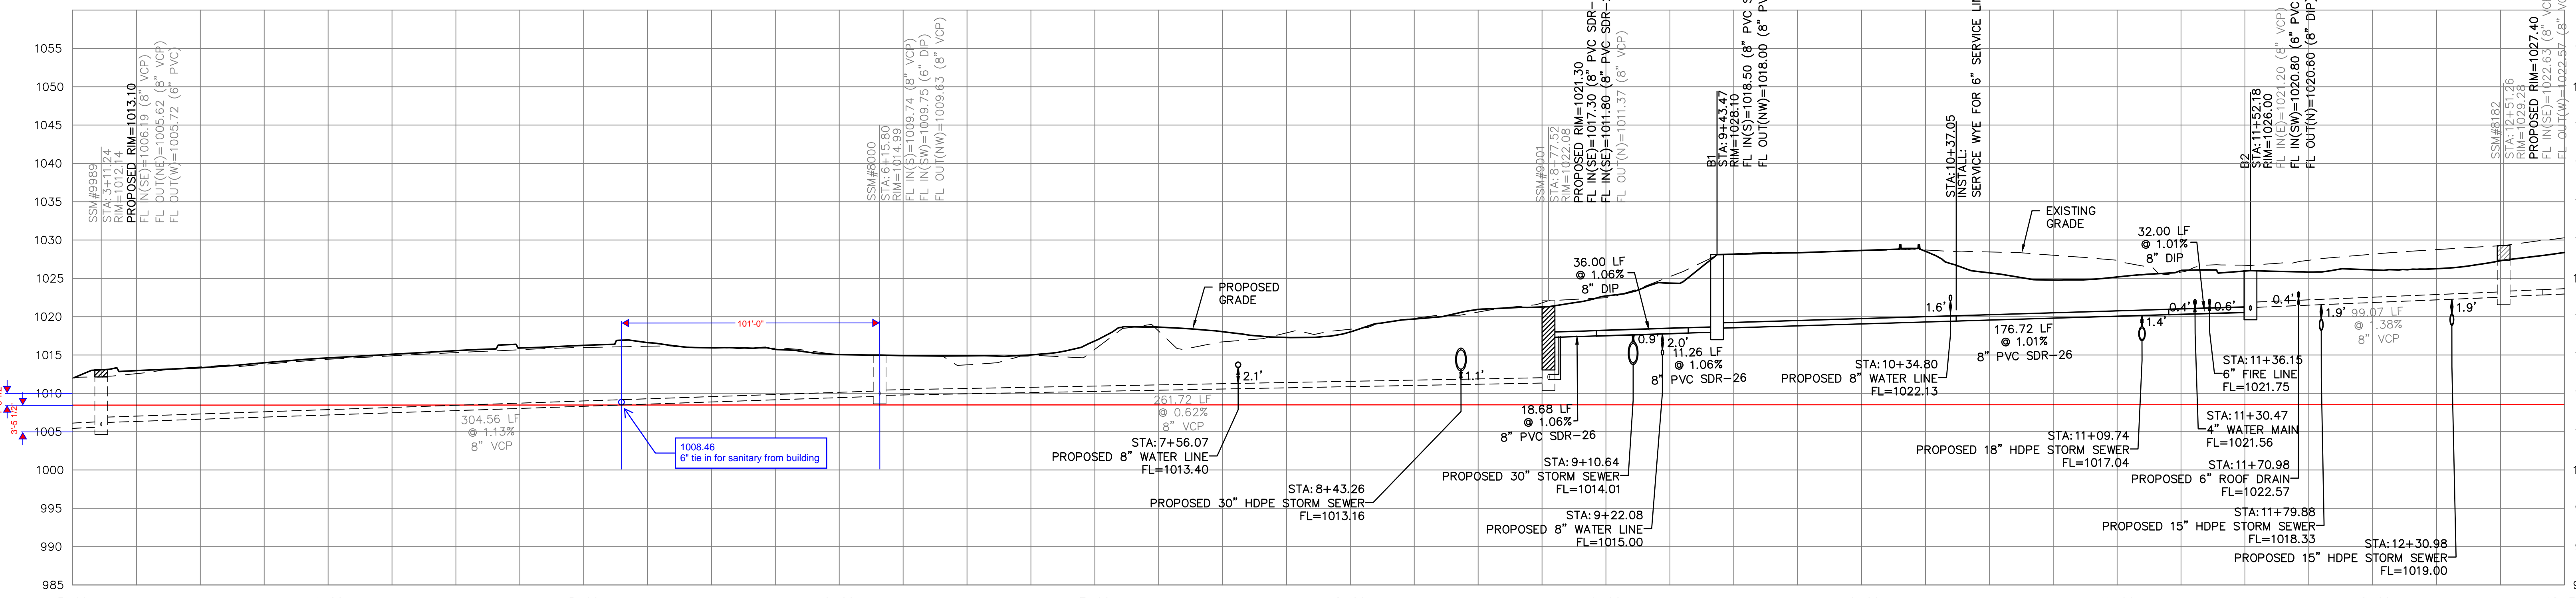 1055
1050
1045
1040
1035
1030
1025
1020
1015
1010
1005
1000
995
990
985
SSM#9989
STA: 3+11.24
RIM=1012.14
PROPOSED RIM=1013.10
FL IN(SE)=1006.19 (8" VCP)
FL OUT(NE)=1005.62 (8" VCP)
FL OUT(W)=1005.72 (6" PVC)
3'-5 1/2"
304.56 LF
@ 1.13%
8" VCP
101'-0"
1008.46
6" tie in for sanitary from building
SSM#8000
STA: 6+15.80
RIM=1014.99
FL IN(S)=1009.74 (8" VCP)
FL IN(SW)=1009.75 (6" DIP)
FL OUT(NW)=1009.63 (8" VCP)
PROPOSED
GRADE
2.1'
261.72 LF
@ 0.62%
8" VCP
STA: 7+56.07
PROPOSED 8" WATER LINE
FL=1013.40
1.1'
STA: 8+43.26
PROPOSED 30" HDPE STORM SEWER
FL=1013.16
SSM#9001
STA: 8+77.52
RIM=1022.08
PROPOSED RIM=1021.30
FL IN(SE)=1017.30 (8" PVC SDR-
FL IN(SE)=1011.80 (8" PVC SDR-
FL OUT(N)=1011.37 (8" VCP)
36.00 LF
@ 1.06%
8" DIP
0.9'
2.0'
11.26 LF
@ 1.06%
8" PVC SDR-26
18.68 LF
@ 1.06%
8" PVC SDR-26
STA: 9+10.64
PROPOSED 30" STORM SEWER
FL=1014.01
STA: 9+22.08
PROPOSED 8" WATER LINE
FL=1015.00
B1
STA: 9+43.47
RIM=1028.10
FL IN(S)=1018.50 (8" PVC S
FL OUT(NW)=1018.00 (8" PV
STA: 10+37.05
INSTALL:
SERVICE WYE FOR 6" SERVICE LIN
EXISTING
GRADE
1.6'
STA: 10+34.80
PROPOSED 8" WATER LINE
FL=1022.13
176.72 LF
@ 1.01%
8" PVC SDR-26
32.00 LF
@ 1.01%
8" DIP
1.4'
0.4'
0.6'
STA: 11+36.15
6" FIRE LINE
FL=1021.75
STA: 11+30.47
4" WATER MAIN
FL=1021.56
STA: 11+09.74
PROPOSED 18" HDPE STORM SEWER
FL=1017.04
B2
STA: 11+52.18
RIM=1026.00
FL IN(E)=1021.20 (8" VCP)
FL IN(SW)=1020.80 (6" PVC
FL OUT(N)=1020.60 (8" DIP)
0.4'
1.9'
99.07 LF
@ 1.38%
8" VCP
1.9'
STA: 11+70.98
PROPOSED 6" ROOF DRAIN
FL=1022.57
STA: 11+79.88
PROPOSED 15" HDPE STORM SEWER
FL=1018.33
STA: 12+30.98
PROPOSED 15" HDPE STORM SEWER
FL=1019.00
SSM#8182
STA: 12+51.26
RIM=1029.28
PROPOSED RIM=1027.40
FL IN(SE)=1022.63 (8" VCP
FL OUT(W)=1022.57 (8" VC